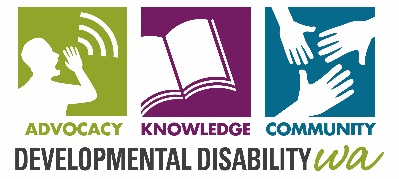 ADVOCACY KNOWLEDGE COMMUNITY
DEVELOPMENTAL DISABILITY wa